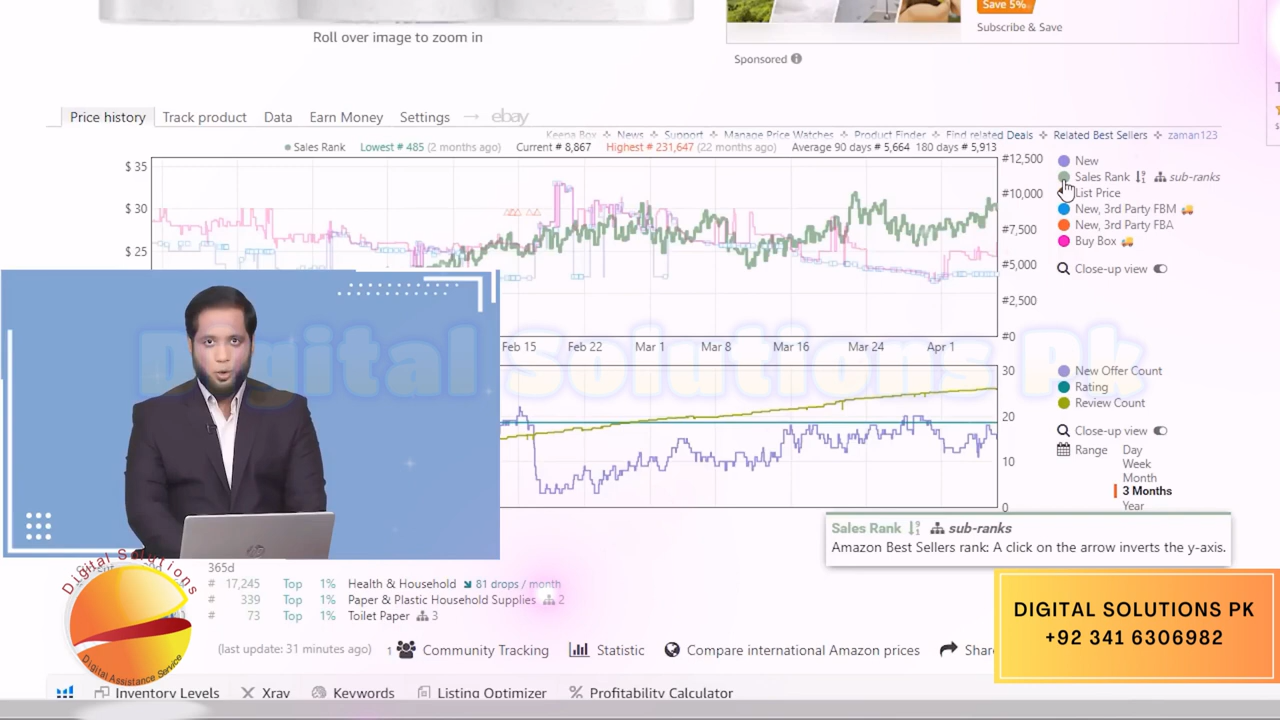 Save 5%
Roll over image to zoom in
Subscribe & Save
Sponsored
Price history Track product Data Earn Money Settings → ebay
Keepa Box News Support Manage Price Watches Product Finder Find related Deals Related Best Sellers zaman123
Sales Rank Lowest # 485 (2 months ago) Current # 8,867 Highest # 231,647 (22 months ago) Average 90 days # 5,664 180 days # 5,913
$ 35
$ 30
$ 25
#12,500
#10,000
#7,500
#5,000
#2,500
#0
New
Sales Rank sub-ranks
List Price
New, 3rd Party FBM
New, 3rd Party FBA
Buy Box
Close-up view
Feb 15 Feb 22 Mar 1 Mar 8 Mar 16 Mar 24 Apr 1
Digital Solutions Pk
30
20
10
0
New Offer Count
Rating
Review Count
Close-up view
Range Day
Week
Month
3 Months
Year
Sales Rank sub-ranks
Amazon Best Sellers rank: A click on the arrow inverts the y-axis.
365d
# 17,245 Top 1% Health & Household 81 drops / month
# 339 Top 1% Paper & Plastic Household Supplies 2
# 73 Top 1% Toilet Paper 3
Digital Solutions
Digital Assistance Service
DIGITAL SOLUTIONS PK
+92 341 6306982
(last update: 31 minutes ago) 1 Community Tracking Statistic Compare international Amazon prices Shar
Inventory Levels Xray Keywords Listing Optimizer Profitability Calculator
hp